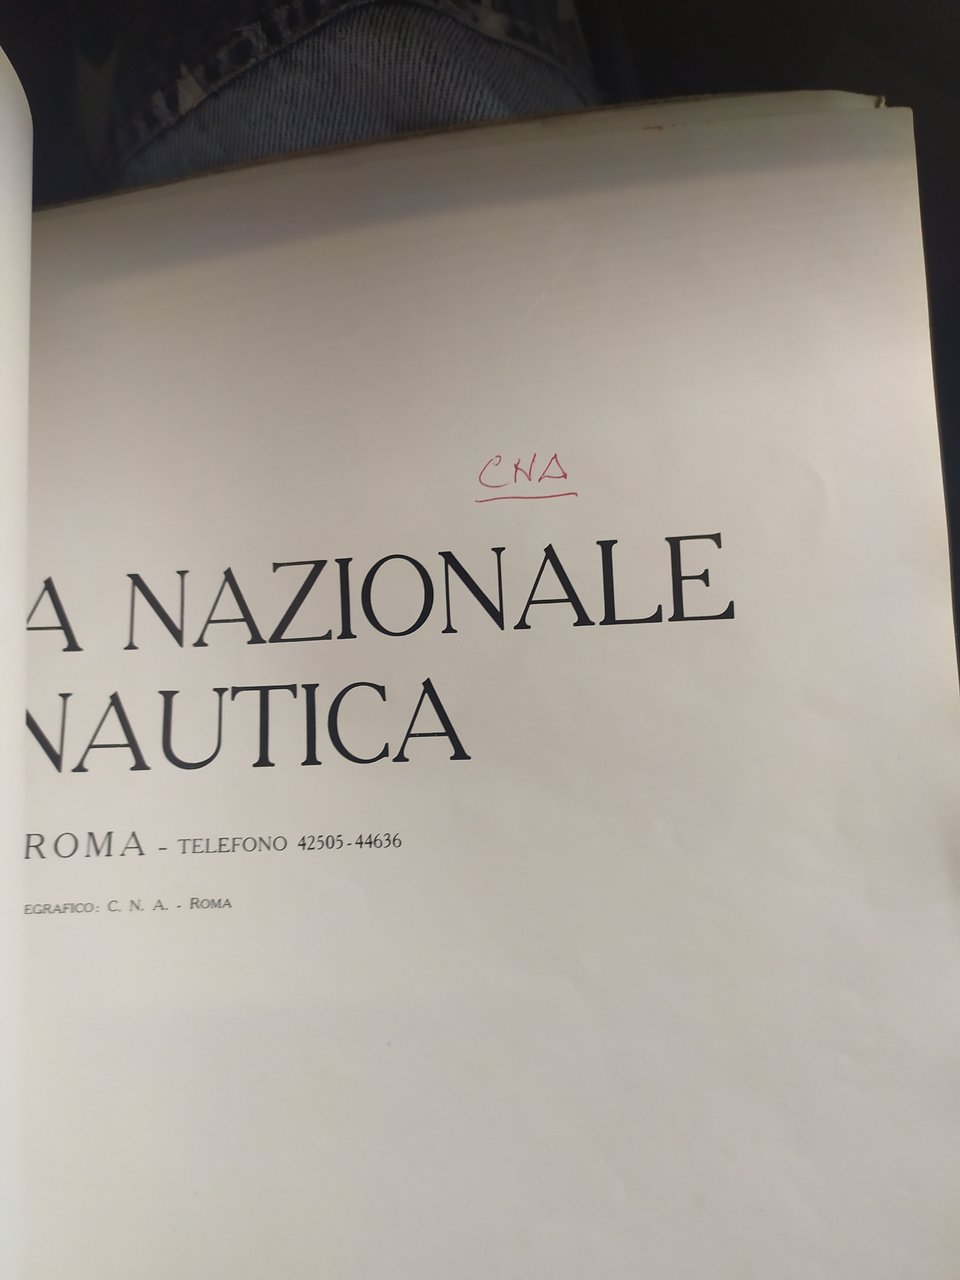 CNA
A NAZIONALE
NAUTICA
ROMA - TELEFONO 42505-44636
EGRAFICO: C. N. A. - ROMA